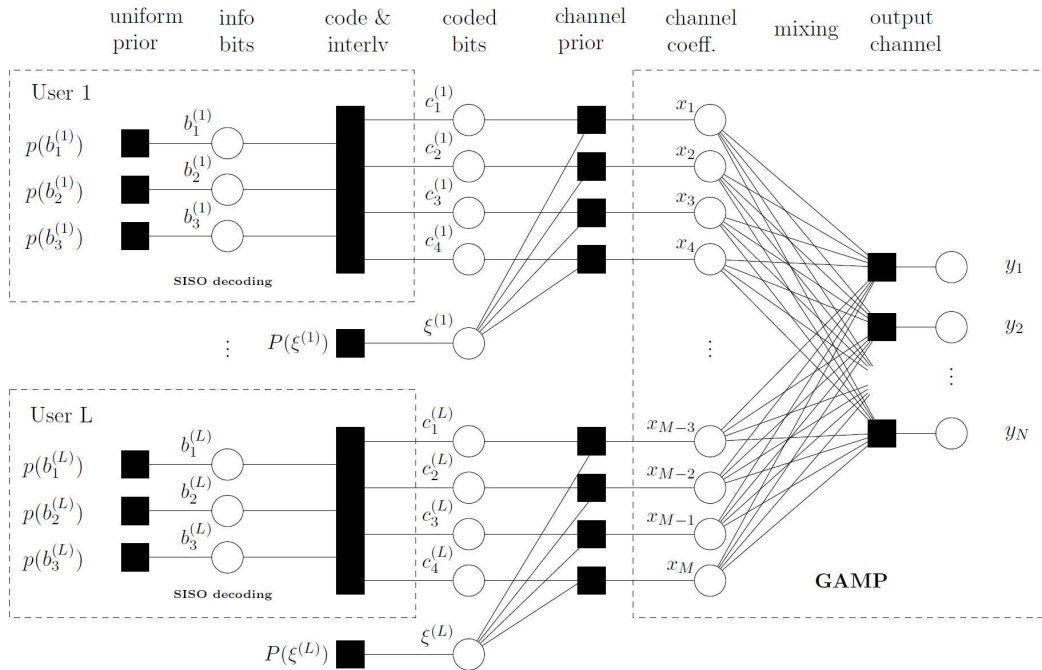 uniform prior
info bits
code & interlv
coded bits
channel prior
channel coeff.
mixing
output channel
User 1
p(b_1^{(1)})
p(b_2^{(1)})
p(b_3^{(1)})
b_1^{(1)}
b_2^{(1)}
b_3^{(1)}
SISO decoding
c_1^{(1)}
c_2^{(1)}
c_3^{(1)}
c_4^{(1)}
P(ξ^{(1)})
ξ^{(1)}
x_1
x_2
x_3
x_4
y_1
y_2
⋮
y_N
⋮
⋮
User L
p(b_1^{(L)})
p(b_2^{(L)})
p(b_3^{(L)})
b_1^{(L)}
b_2^{(L)}
b_3^{(L)}
SISO decoding
c_1^{(L)}
c_2^{(L)}
c_3^{(L)}
c_4^{(L)}
P(ξ^{(L)})
ξ^{(L)}
x_{M−3}
x_{M−2}
x_{M−1}
x_M
GAMP